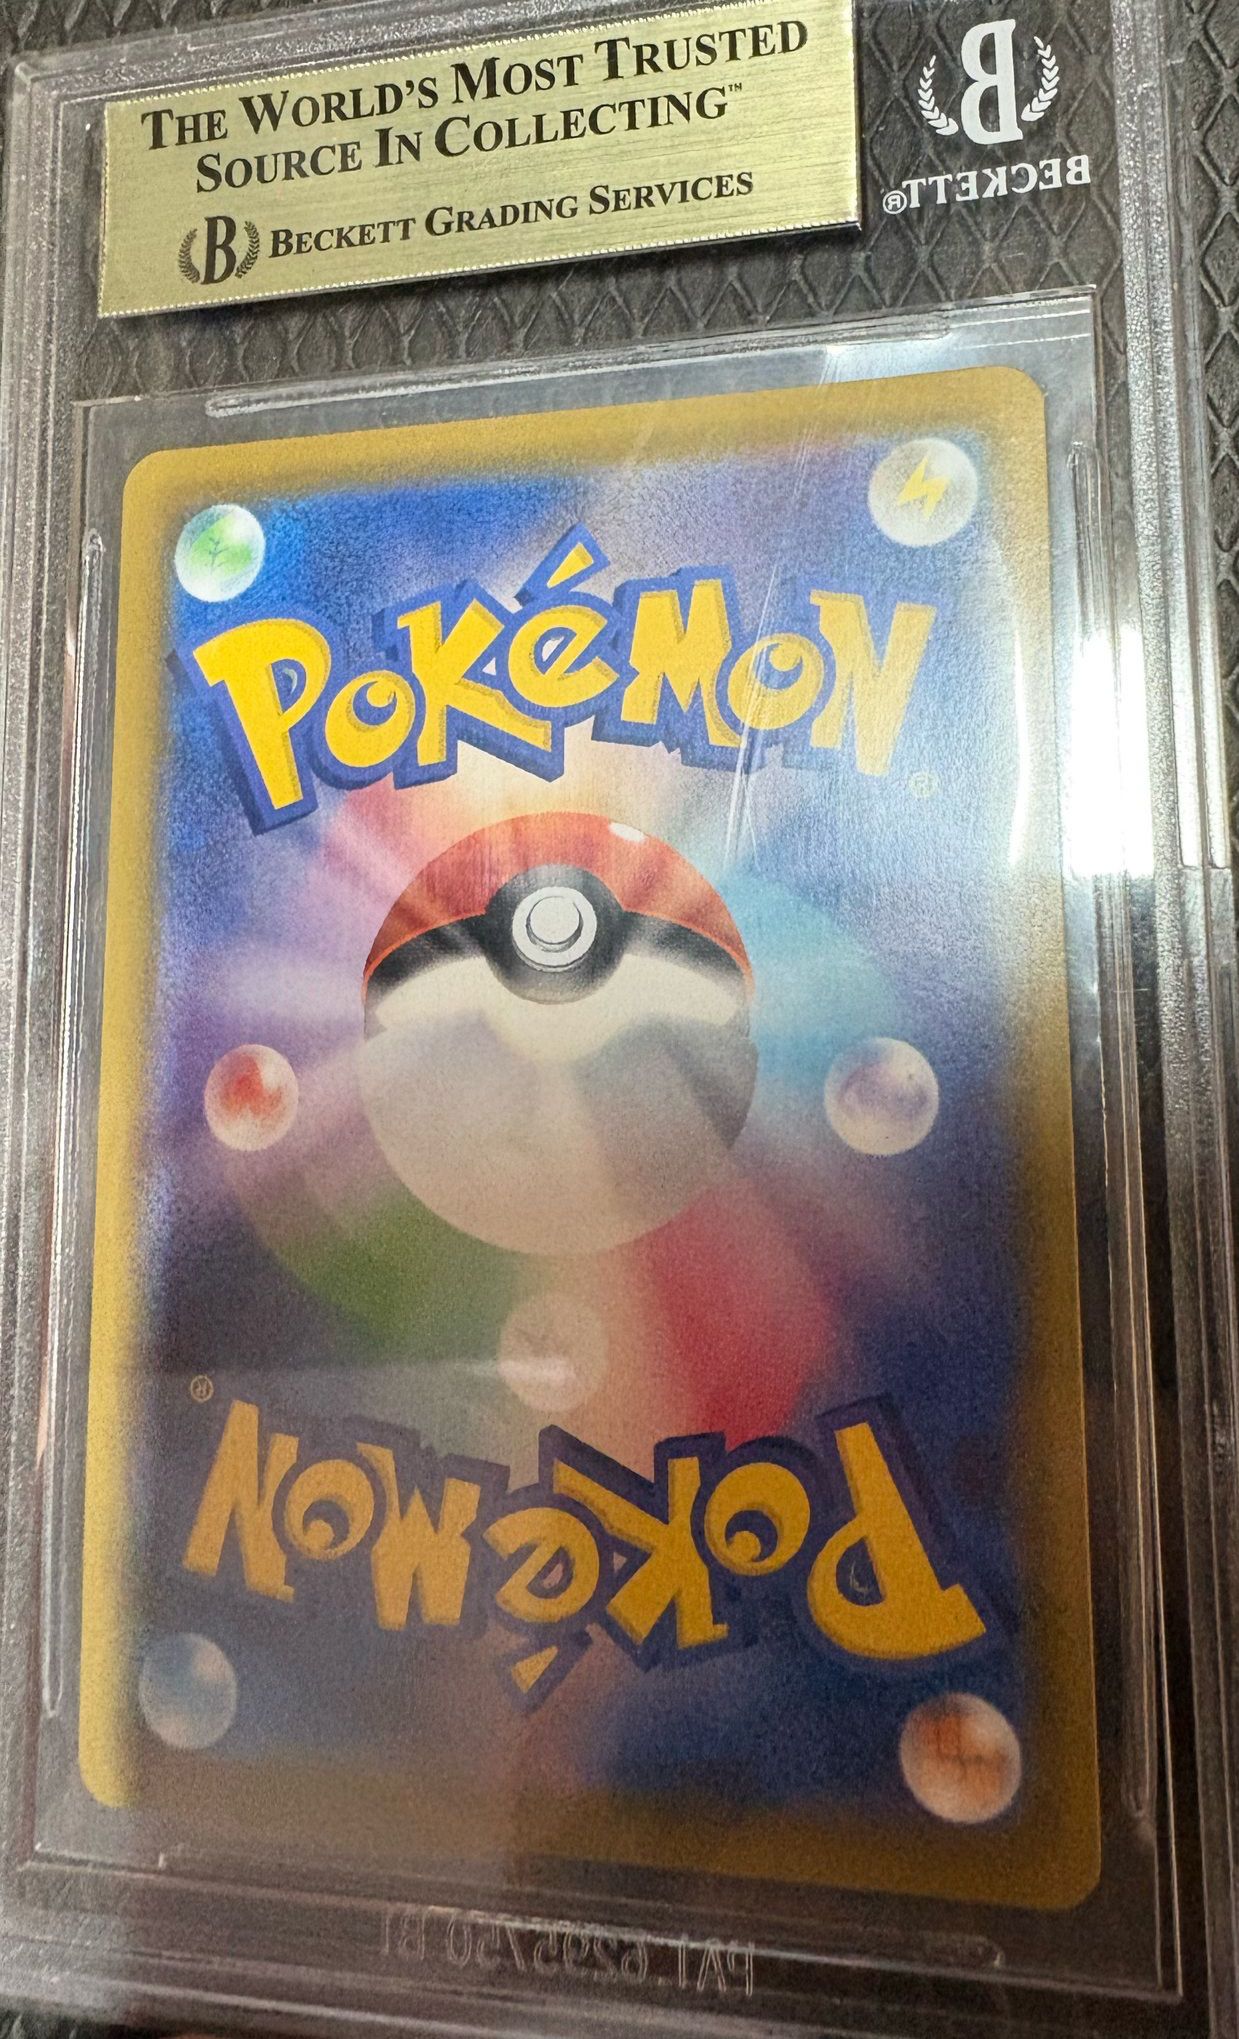 THE WORLD'S MOST TRUSTED
SOURCE IN COLLECTING™
B BECKETT GRADING SERVICES
B
BECKETT®
POKéMON®
POKéMON®